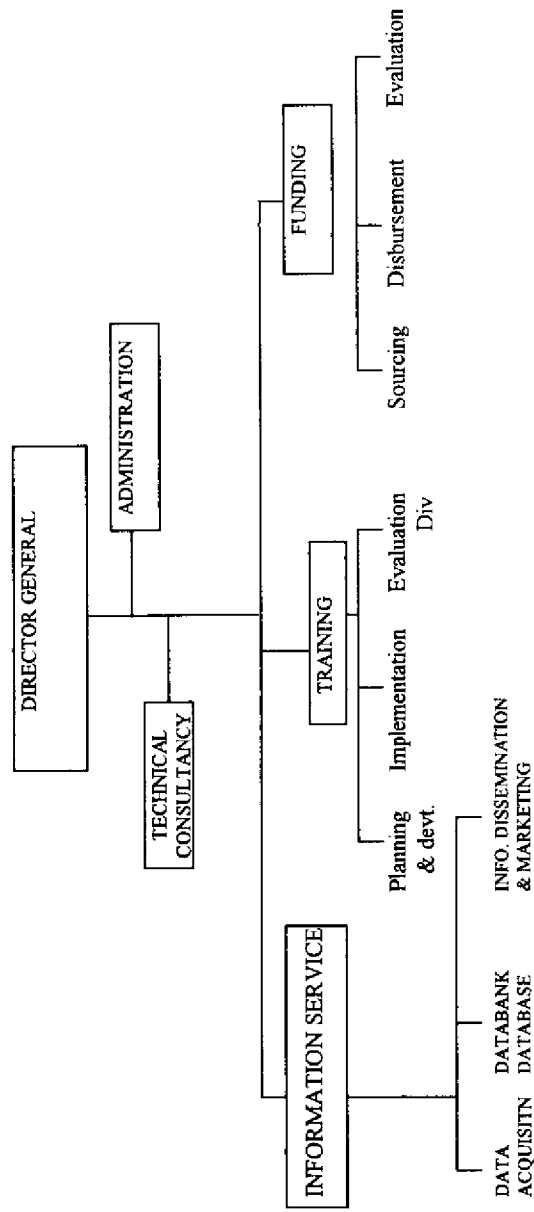 DIRECTOR GENERAL
ADMINISTRATION
TECHNICAL
CONSULTANCY
INFORMATION SERVICE
TRAINING
FUNDING
DATA
ACQUISITN
DATABANK
DATABASE
INFO. DISSEMINATION
& MARKETING
Planning
& devt.
Implementation
Evaluation
Div
Sourcing
Disbursement
Evaluation